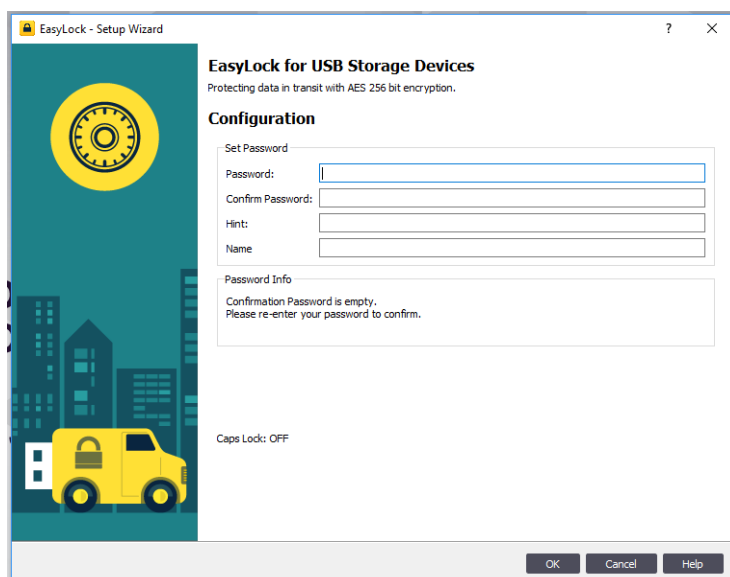 EasyLock - Setup Wizard
?
EasyLock for USB Storage Devices
Protecting data in transit with AES 256 bit encryption.
Configuration
Set Password
Password:
Confirm Password:
Hint:
Name
Password Info
Confirmation Password is empty.
Please re-enter your password to confirm.
Caps Lock: OFF
OK Cancel Help